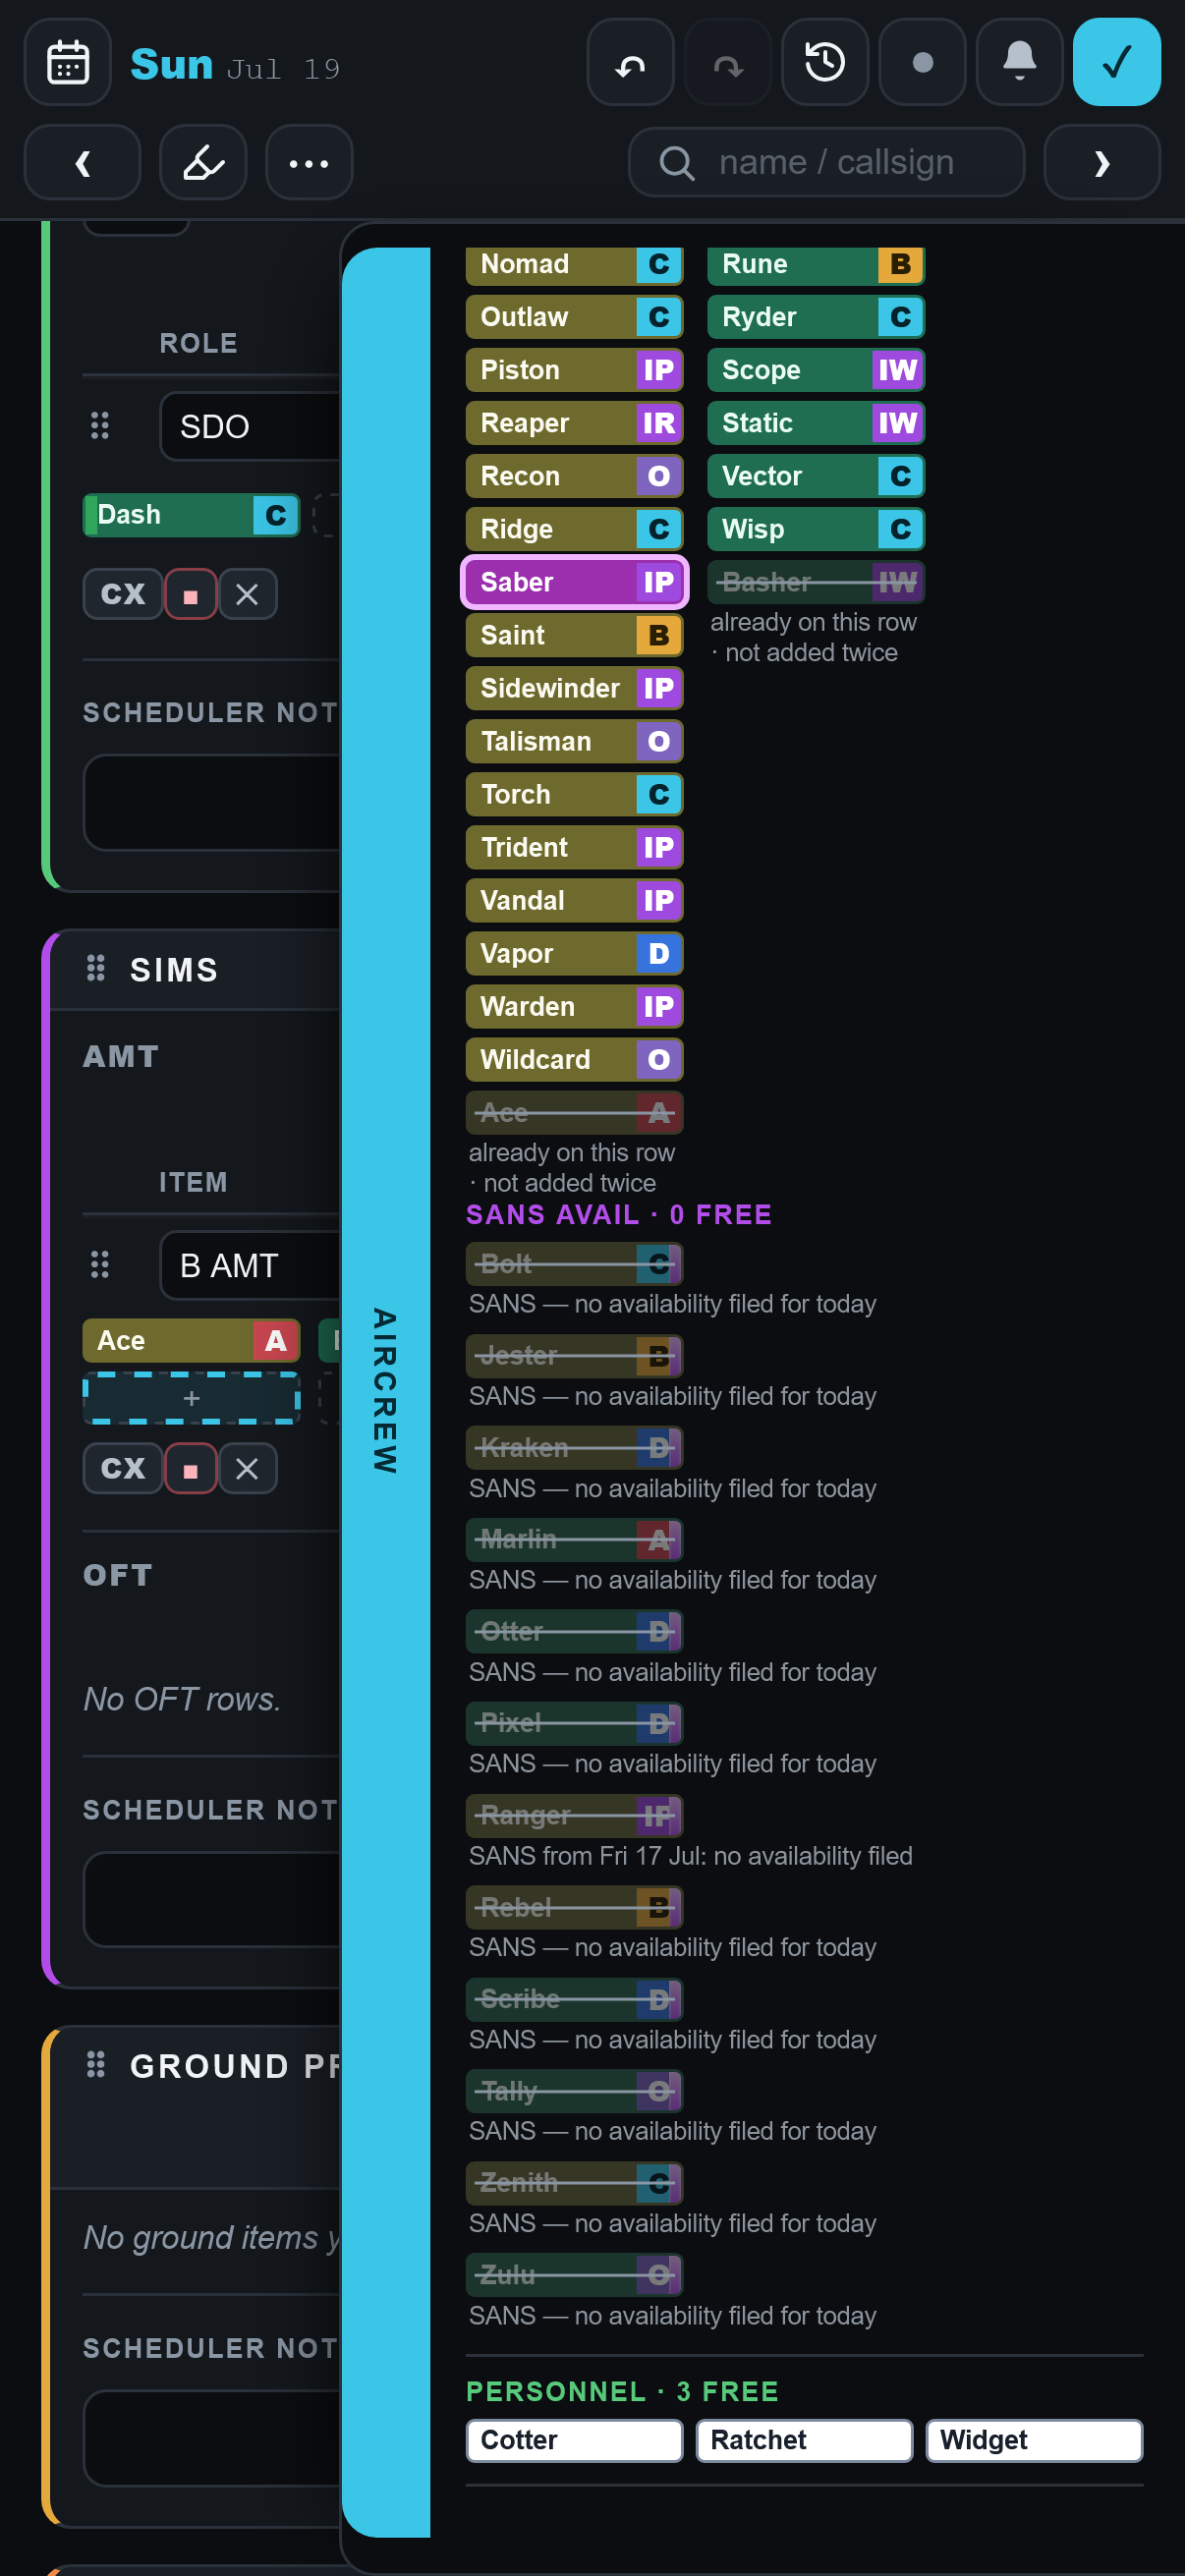 Sun Jul 19
name / callsign
ROLE
SDO
Dash C
CX
SCHEDULER NOT
SIMS
AMT
ITEM
B AMT
Ace A
+
CX
OFT
No OFT rows.
SCHEDULER NOT
GROUND PR
No ground items y
SCHEDULER NOT
AIRCREW
Nomad C
Rune B
Outlaw C
Ryder C
Piston IP
Scope IW
Reaper IR
Static IW
Recon O
Vector C
Ridge C
Wisp C
Saber IP
Basher IW
already on this row
· not added twice
Saint B
Sidewinder IP
Talisman O
Torch C
Trident IP
Vandal IP
Vapor D
Warden IP
Wildcard O
Ace A
already on this row
· not added twice
SANS AVAIL · 0 FREE
Bolt C
SANS — no availability filed for today
Jester B
SANS — no availability filed for today
Kraken D
SANS — no availability filed for today
Marlin A
SANS — no availability filed for today
Otter D
SANS — no availability filed for today
Pixel D
SANS — no availability filed for today
Ranger IP
SANS from Fri 17 Jul: no availability filed
Rebel B
SANS — no availability filed for today
Scribe D
SANS — no availability filed for today
Tally O
SANS — no availability filed for today
Zenith C
SANS — no availability filed for today
Zulu O
SANS — no availability filed for today
PERSONNEL · 3 FREE
Cotter
Ratchet
Widget